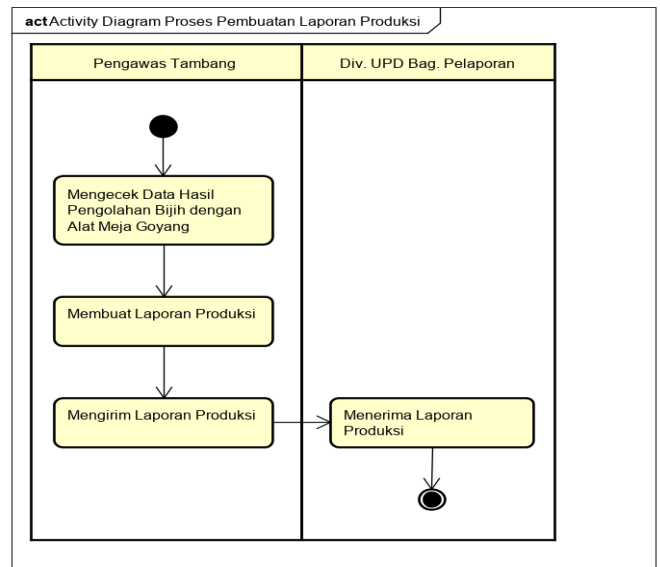 act Activity Diagram Proses Pembuatan Laporan Produksi
Pengawas Tambang
Div. UPD Bag. Pelaporan
Mengecek Data Hasil
Pengolahan Bijih dengan
Alat Meja Goyang
Membuat Laporan Produksi
Mengirim Laporan Produksi
Menerima Laporan
Produksi